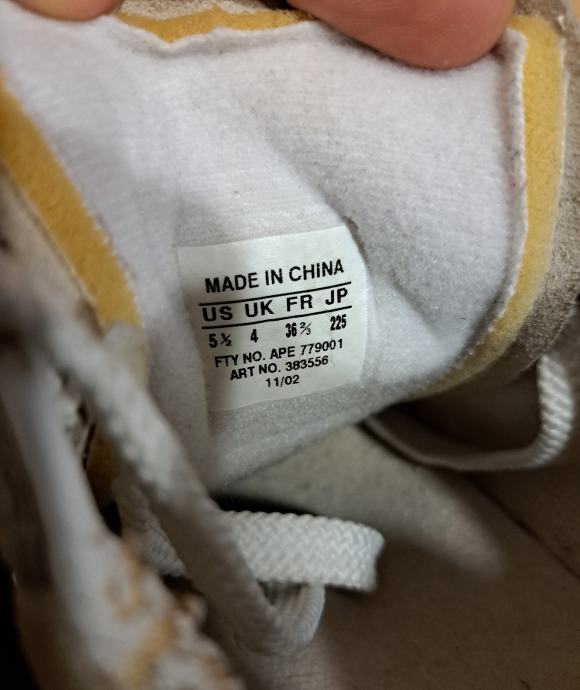 MADE IN CHINA
US UK FR JP
5½ 4 36⅔ 225
FTY NO. APE 779001
ART NO. 383556
11/02